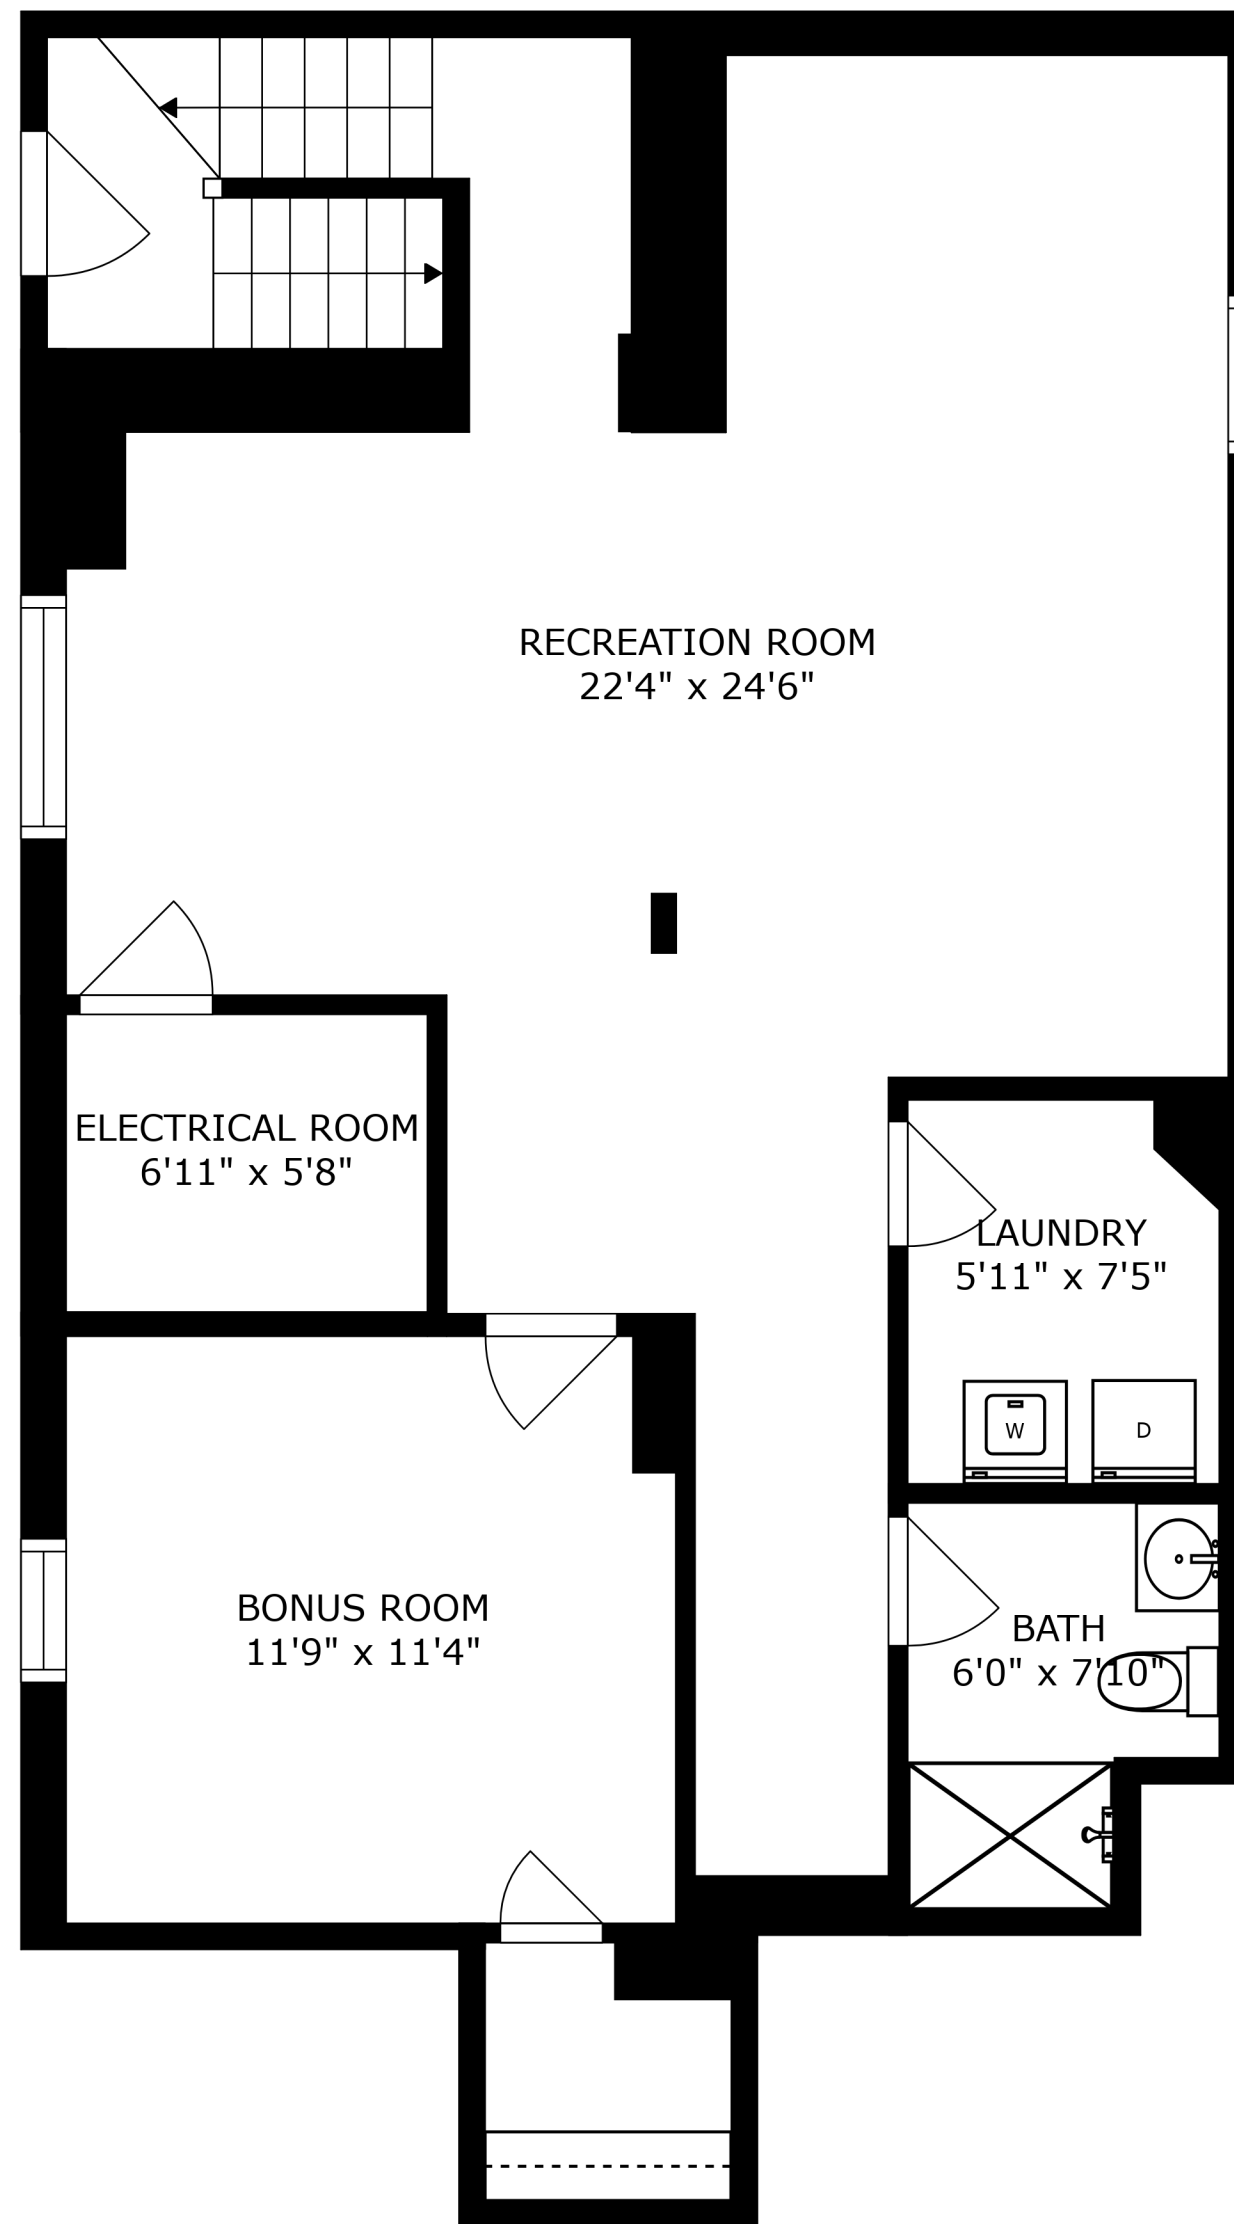 RECREATION ROOM
22'4" x 24'6"
ELECTRICAL ROOM
6'11" x 5'8"
LAUNDRY
5'11" x 7'5"
W
D
BONUS ROOM
11'9" x 11'4"
BATH
6'0" x 7'10"